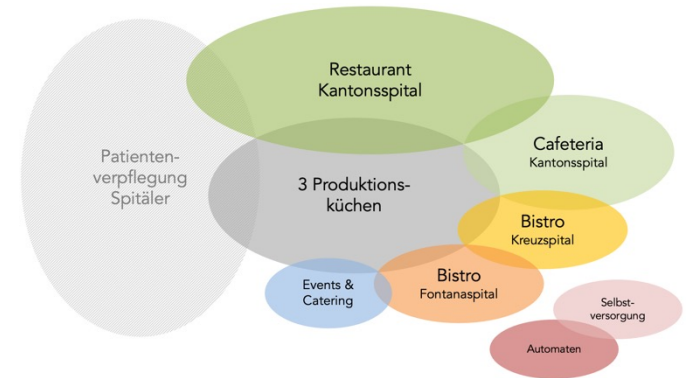 Restaurant
Kantonsspital
Patienten-
verpflegung
Spitäler
3 Produktions-
küchen
Cafeteria
Kantonsspital
Bistro
Kreuzspital
Bistro
Fontanaspital
Events &
Catering
Selbst-
versorgung
Automaten